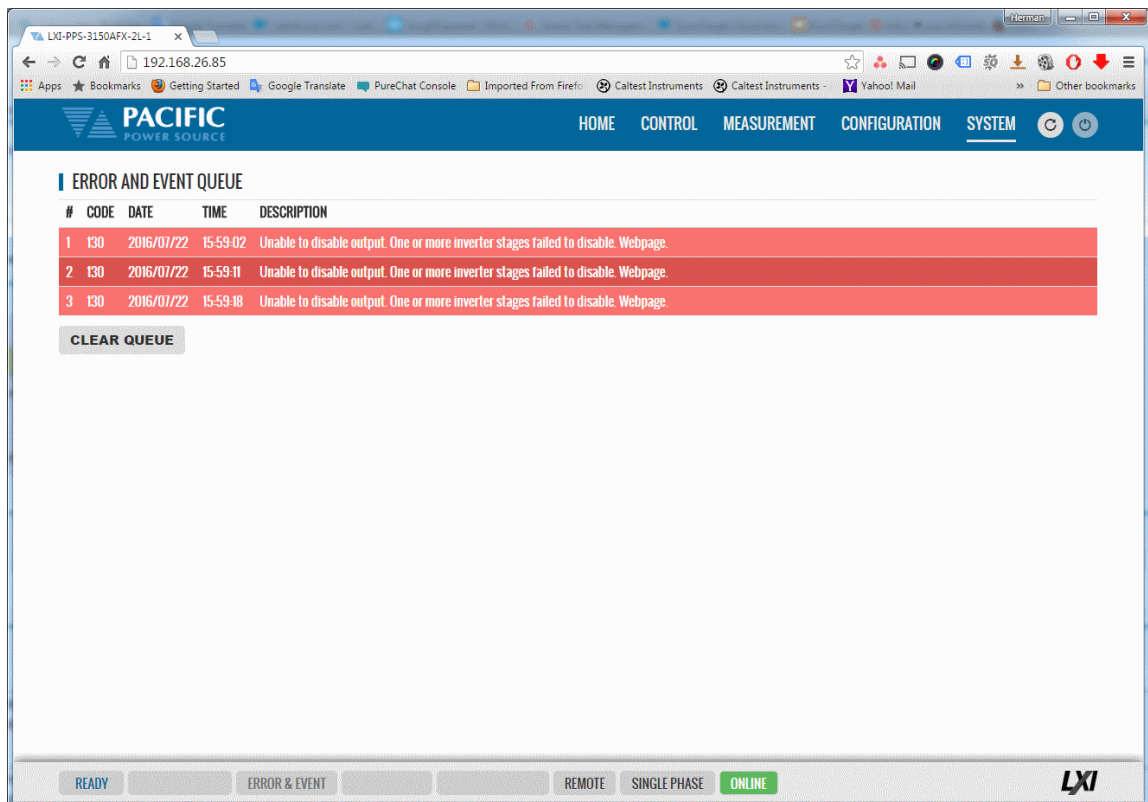 Herman
LXI-PPS-3150AFX-2L-1
192.168.26.85
Apps Bookmarks Getting Started Google Translate PureChat Console Imported From Firefo Caltest Instruments Caltest Instruments - Yahoo! Mail » Other bookmarks
PACIFIC
POWER SOURCE
HOME CONTROL MEASUREMENT CONFIGURATION SYSTEM
ERROR AND EVENT QUEUE
# CODE DATE TIME DESCRIPTION
1 130 2016/07/22 15:59:02 Unable to disable output. One or more inverter stages failed to disable. Webpage.
2 130 2016/07/22 15:59:11 Unable to disable output. One or more inverter stages failed to disable. Webpage.
3 130 2016/07/22 15:59:18 Unable to disable output. One or more inverter stages failed to disable. Webpage.
CLEAR QUEUE
READY ERROR & EVENT REMOTE SINGLE PHASE ONLINE LXI